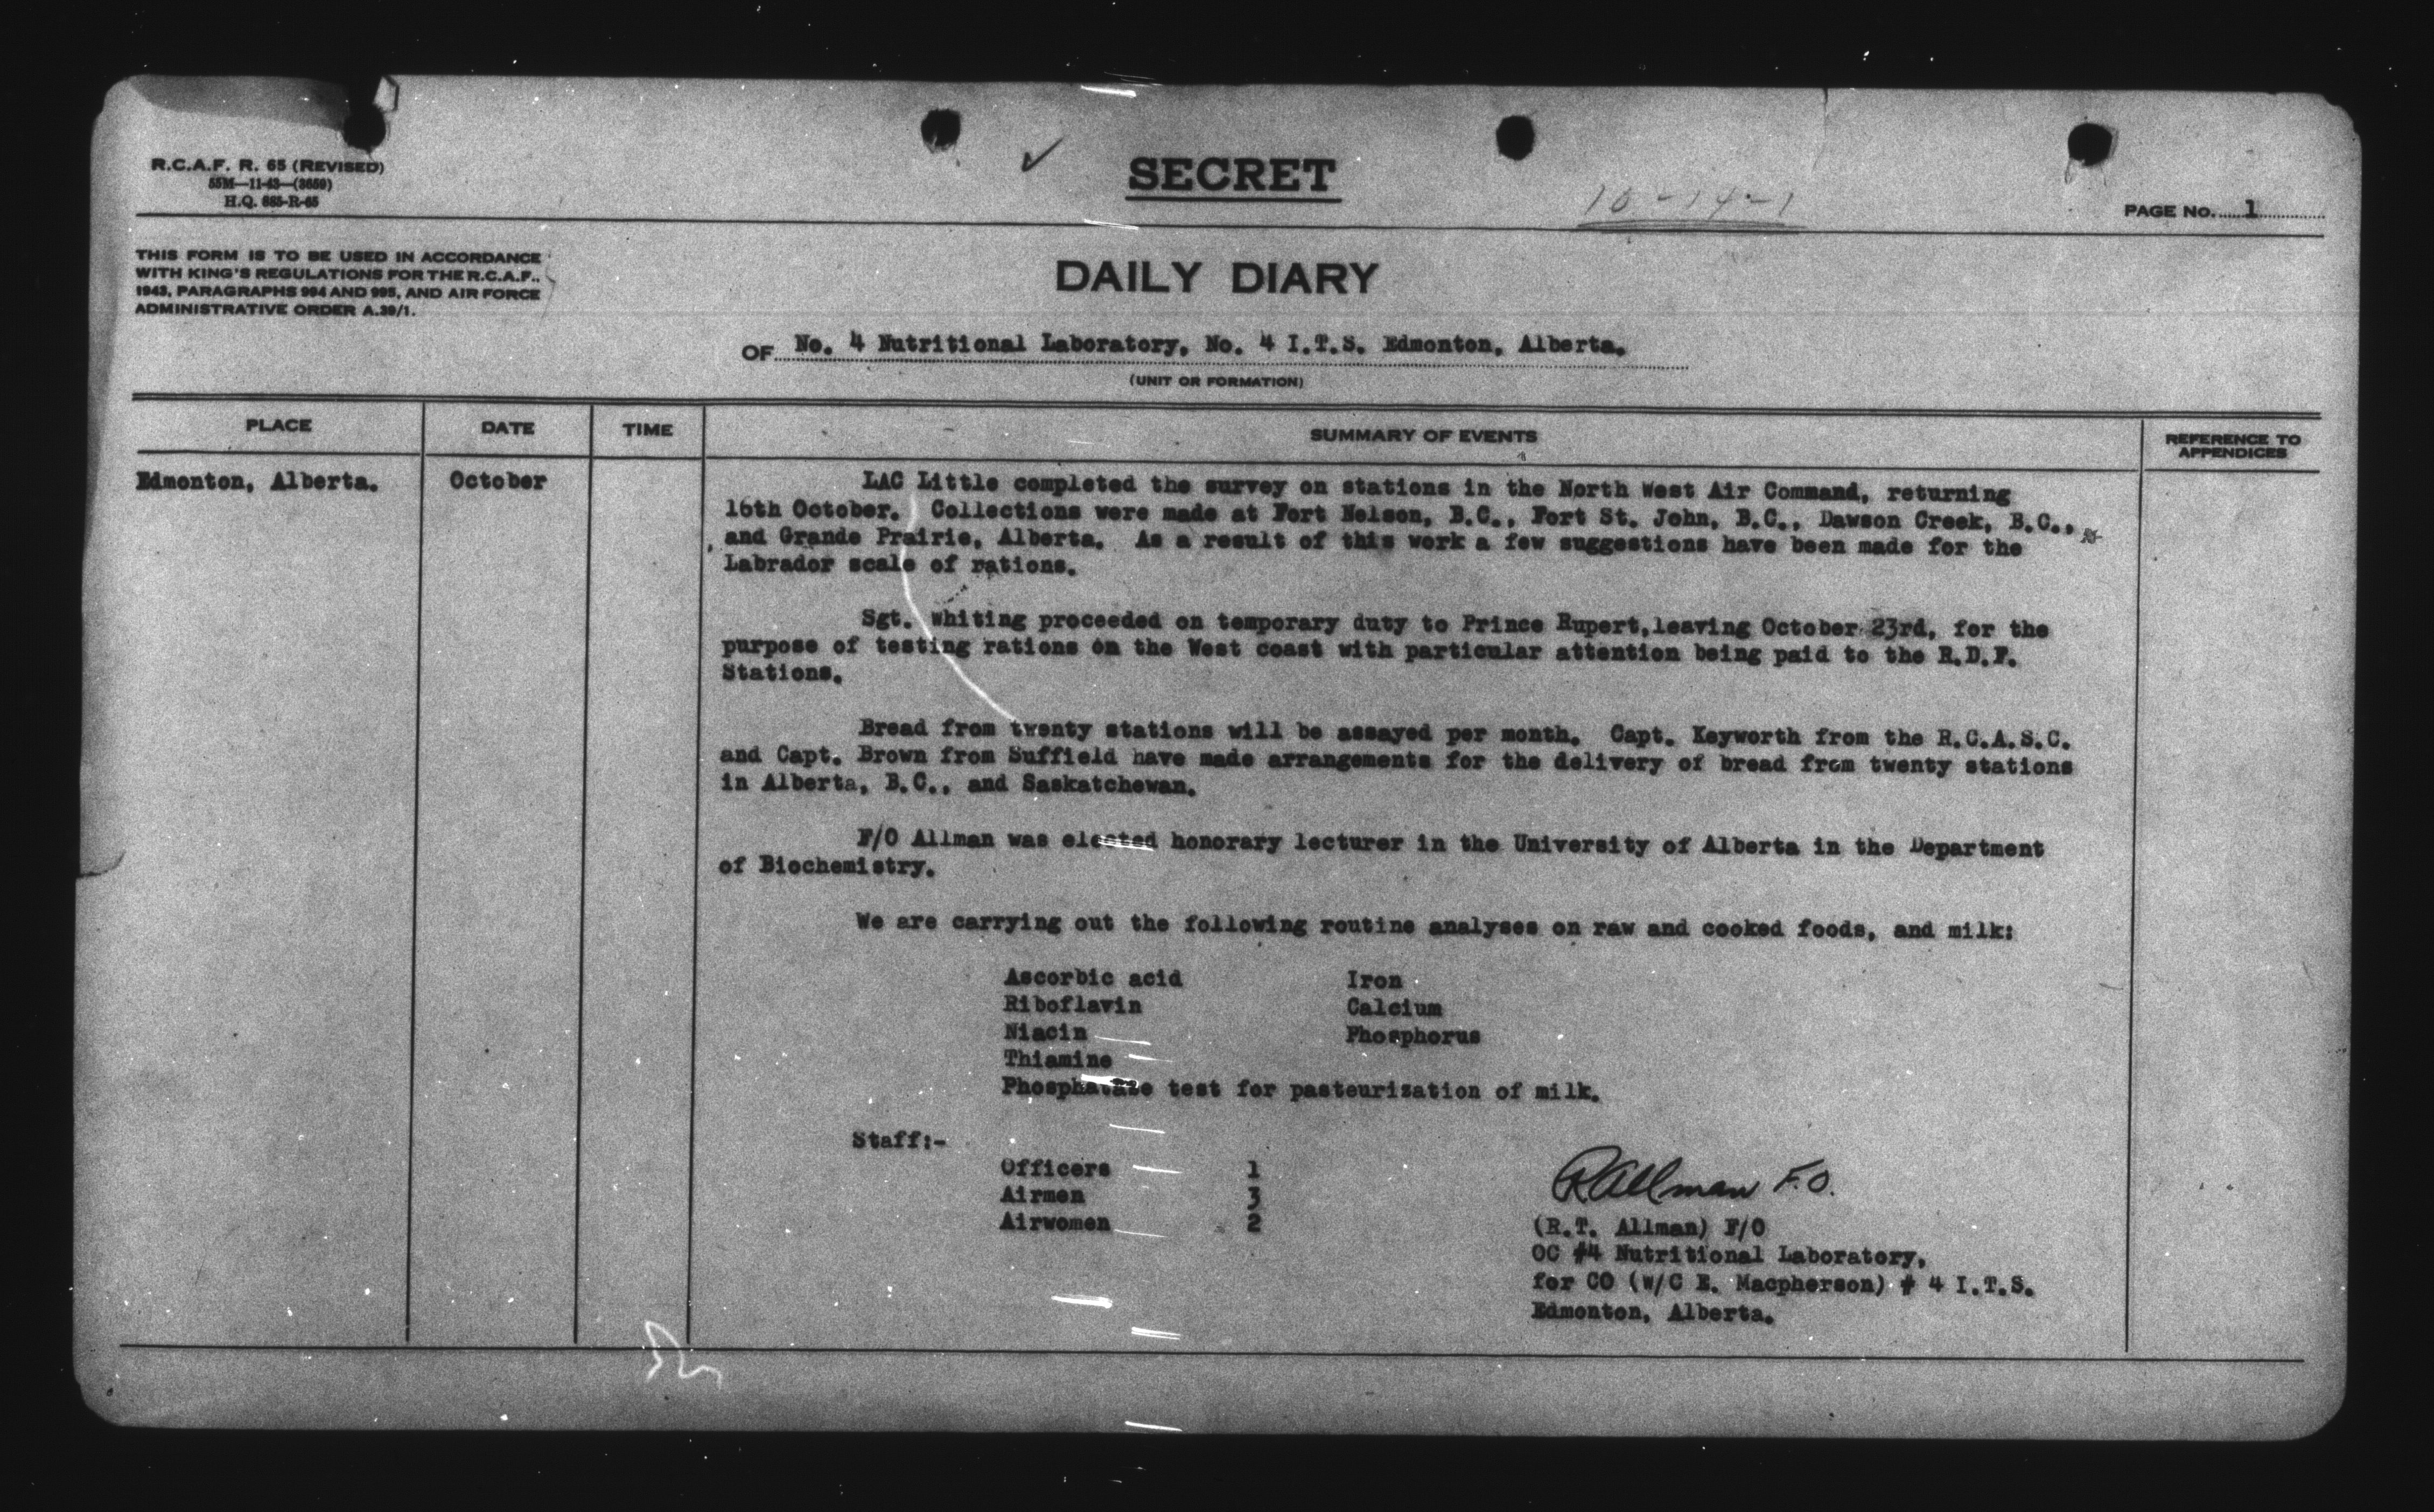 R.C.A.F. R. 65 (REVISED)
55M—11-43—(3659)
H.Q. 885-R-65
SECRET
10-14-1
PAGE No. 1
THIS FORM IS TO BE USED IN ACCORDANCE
WITH KING'S REGULATIONS FOR THE R.C.A.F.,
1943, PARAGRAPHS 994 AND 995, AND AIR FORCE
ADMINISTRATIVE ORDER A.39/1.
DAILY DIARY
OF No. 4 Nutritional Laboratory, No. 4 I.T.S. Edmonton, Alberta.
(UNIT OR FORMATION)
PLACE DATE TIME SUMMARY OF EVENTS REFERENCE TO APPENDICES
Edmonton, Alberta. October
LAC Little completed the survey on stations in the North West Air Command, returning
16th October. Collections were made at Fort Nelson, B.C., Fort St. John, B.C., Dawson Creek, B.C.,
and Grande Prairie, Alberta. As a result of this work a few suggestions have been made for the
Labrador scale of rations.
Sgt. Whiting proceeded on temporary duty to Prince Rupert, leaving October 23rd, for the
purpose of testing rations on the West coast with particular attention being paid to the R.D.F.
Stations.
Bread from twenty stations will be assayed per month. Capt. Keyworth from the R.C.A.S.C.
and Capt. Brown from Suffield have made arrangements for the delivery of bread from twenty stations
in Alberta, B.C., and Saskatchewan.
F/O Allman was elected honorary lecturer in the University of Alberta in the Department
of Biochemistry.
We are carrying out the following routine analyses on raw and cooked foods, and milk:
Ascorbic acid Iron
Riboflavin Calcium
Niacin Phosphorus
Thiamine
Phosphatase test for pasteurization of milk.
Staff:-
Officers 1
Airmen 3
Airwomen 2
RAllman F.O.
(R.T. Allman) F/O
OC #4 Nutritional Laboratory,
for CO (W/C E. Macpherson) # 4 I.T.S.
Edmonton, Alberta.